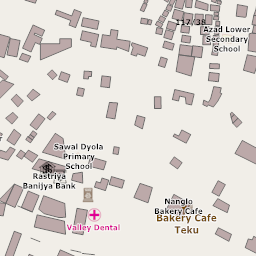 117/38
Azad Lower
Secondary
School
Sawal Dyola
Primary
School
$
Rastriya
Banijya Bank
Valley Dental
Nanglo
Bakery Cafe
Bakery Cafe
Teku